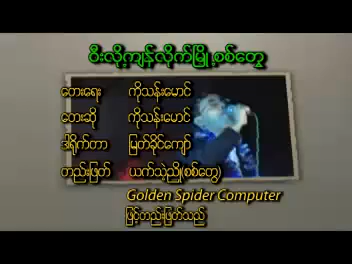 ဝီးလို့ကျန်လိုက်မြို့စစ်တွေ
တေးရေး ကိုသန်းမောင်
တေးဆို ကိုသန်းမောင်
ဒါရိုက်တာ မြတ်ခိုင်ကျော်
တည်းဖြတ် ယက်သဲ့ညှို(စစ်တွေ)
Golden Spider Computer
ဖြင့်တည်းဖြတ်သည်